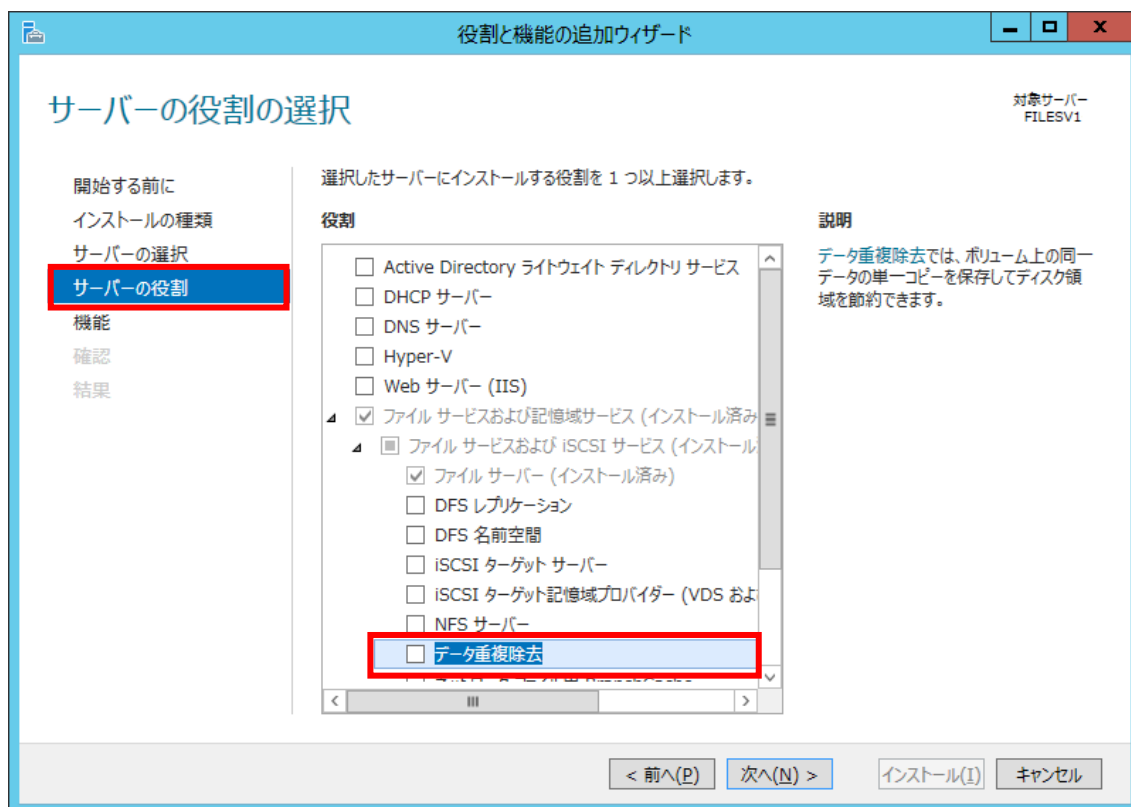 役割と機能の追加ウィザード
サーバーの役割の選択
対象サーバー
FILESV1
開始する前に
インストールの種類
サーバーの選択
サーバーの役割
機能
確認
結果
選択したサーバーにインストールする役割を 1 つ以上選択します。
役割
Active Directory ライトウェイト ディレクトリ サービス
DHCP サーバー
DNS サーバー
Hyper-V
Web サーバー (IIS)
ファイル サービスおよび記憶域サービス (インストール済み
ファイル サービスおよび iSCSI サービス (インストール
ファイル サーバー (インストール済み)
DFS レプリケーション
DFS 名前空間
iSCSI ターゲット サーバー
iSCSI ターゲット記憶域プロバイダー (VDS およ
NFS サーバー
データ重複除去
説明
データ重複除去では、ボリューム上の同一
データの単一コピーを保存してディスク領
域を節約できます。
< 前へ(P)
次へ(N) >
インストール(I)
キャンセル